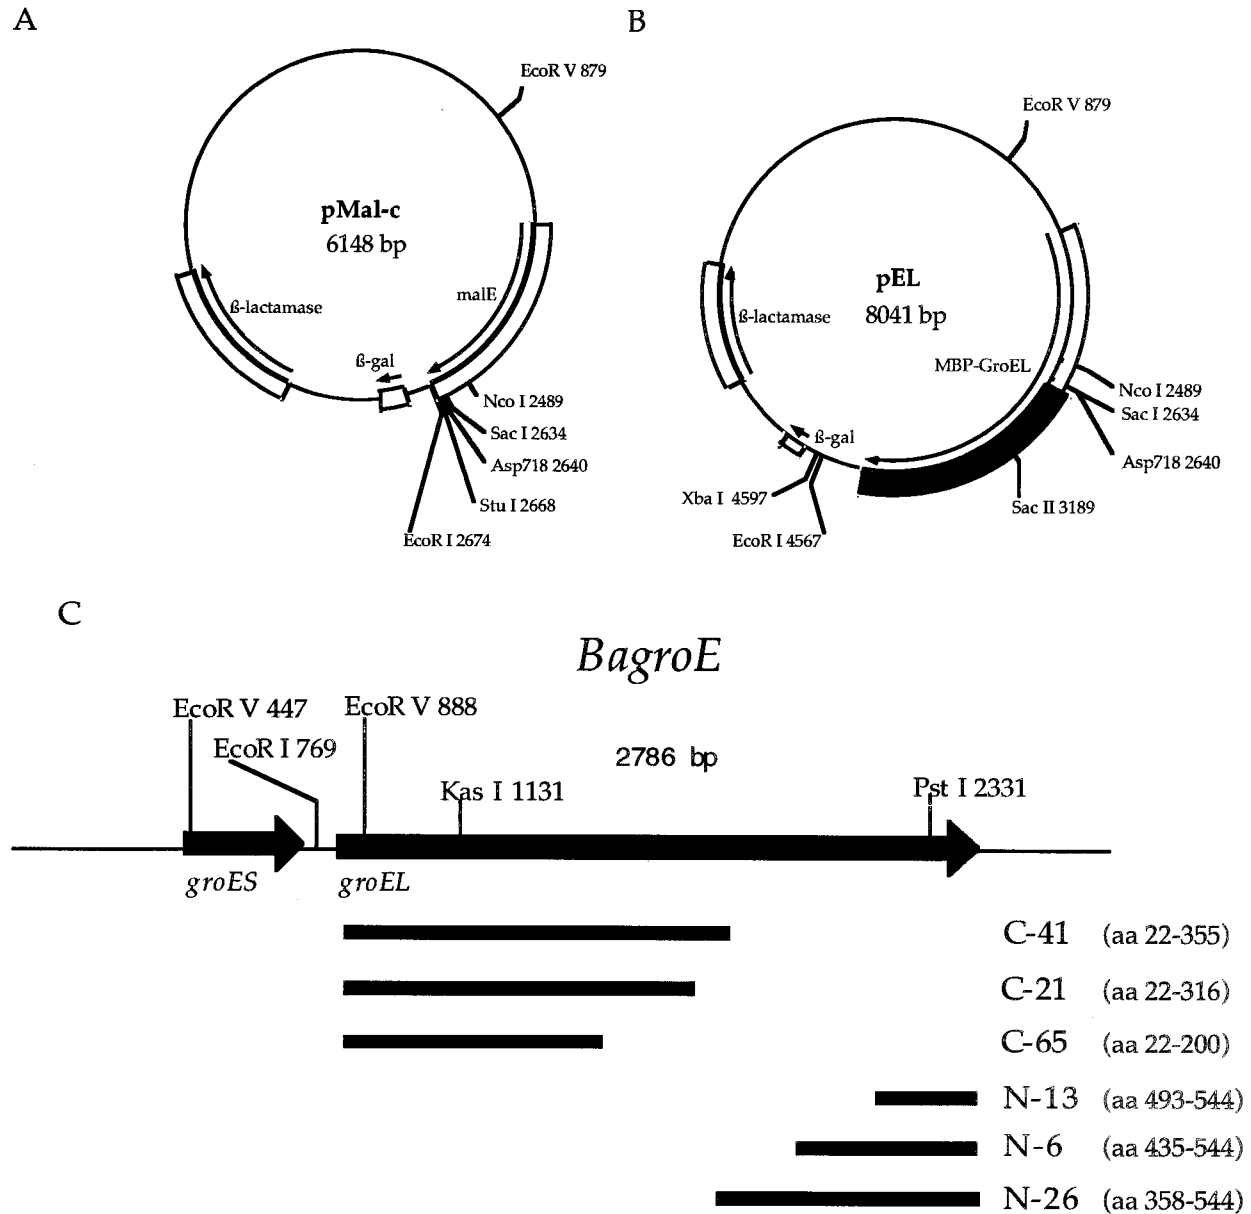 A
EcoR V 879
pMal-c
6148 bp
malE
ß-lactamase
ß-gal
Nco I 2489
Sac I 2634
Asp718 2640
Stu I 2668
EcoR I 2674
B
EcoR V 879
pEL
8041 bp
ß-lactamase
MBP-GroEL
Nco I 2489
Sac I 2634
Asp718 2640
ß-gal
Xba I 4597
Sac II 3189
EcoR I 4567
C
BagroE
EcoR V 447
EcoR V 888
EcoR I 769
2786 bp
Kas I 1131
Pst I 2331
groES
groEL
C-41 (aa 22-355)
C-21 (aa 22-316)
C-65 (aa 22-200)
N-13 (aa 493-544)
N-6 (aa 435-544)
N-26 (aa 358-544)